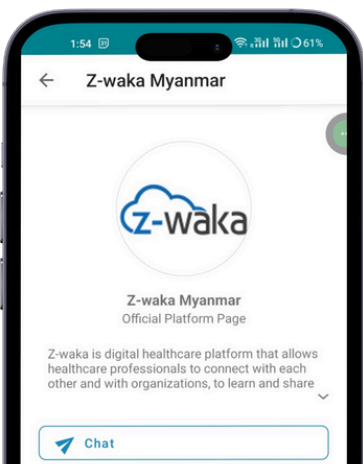 1:54 31 61%
Z-waka Myanmar
z-waka
Z-waka Myanmar
Official Platform Page
Z-waka is digital healthcare platform that allows
healthcare professionals to connect with each
other and with organizations, to learn and share
Chat